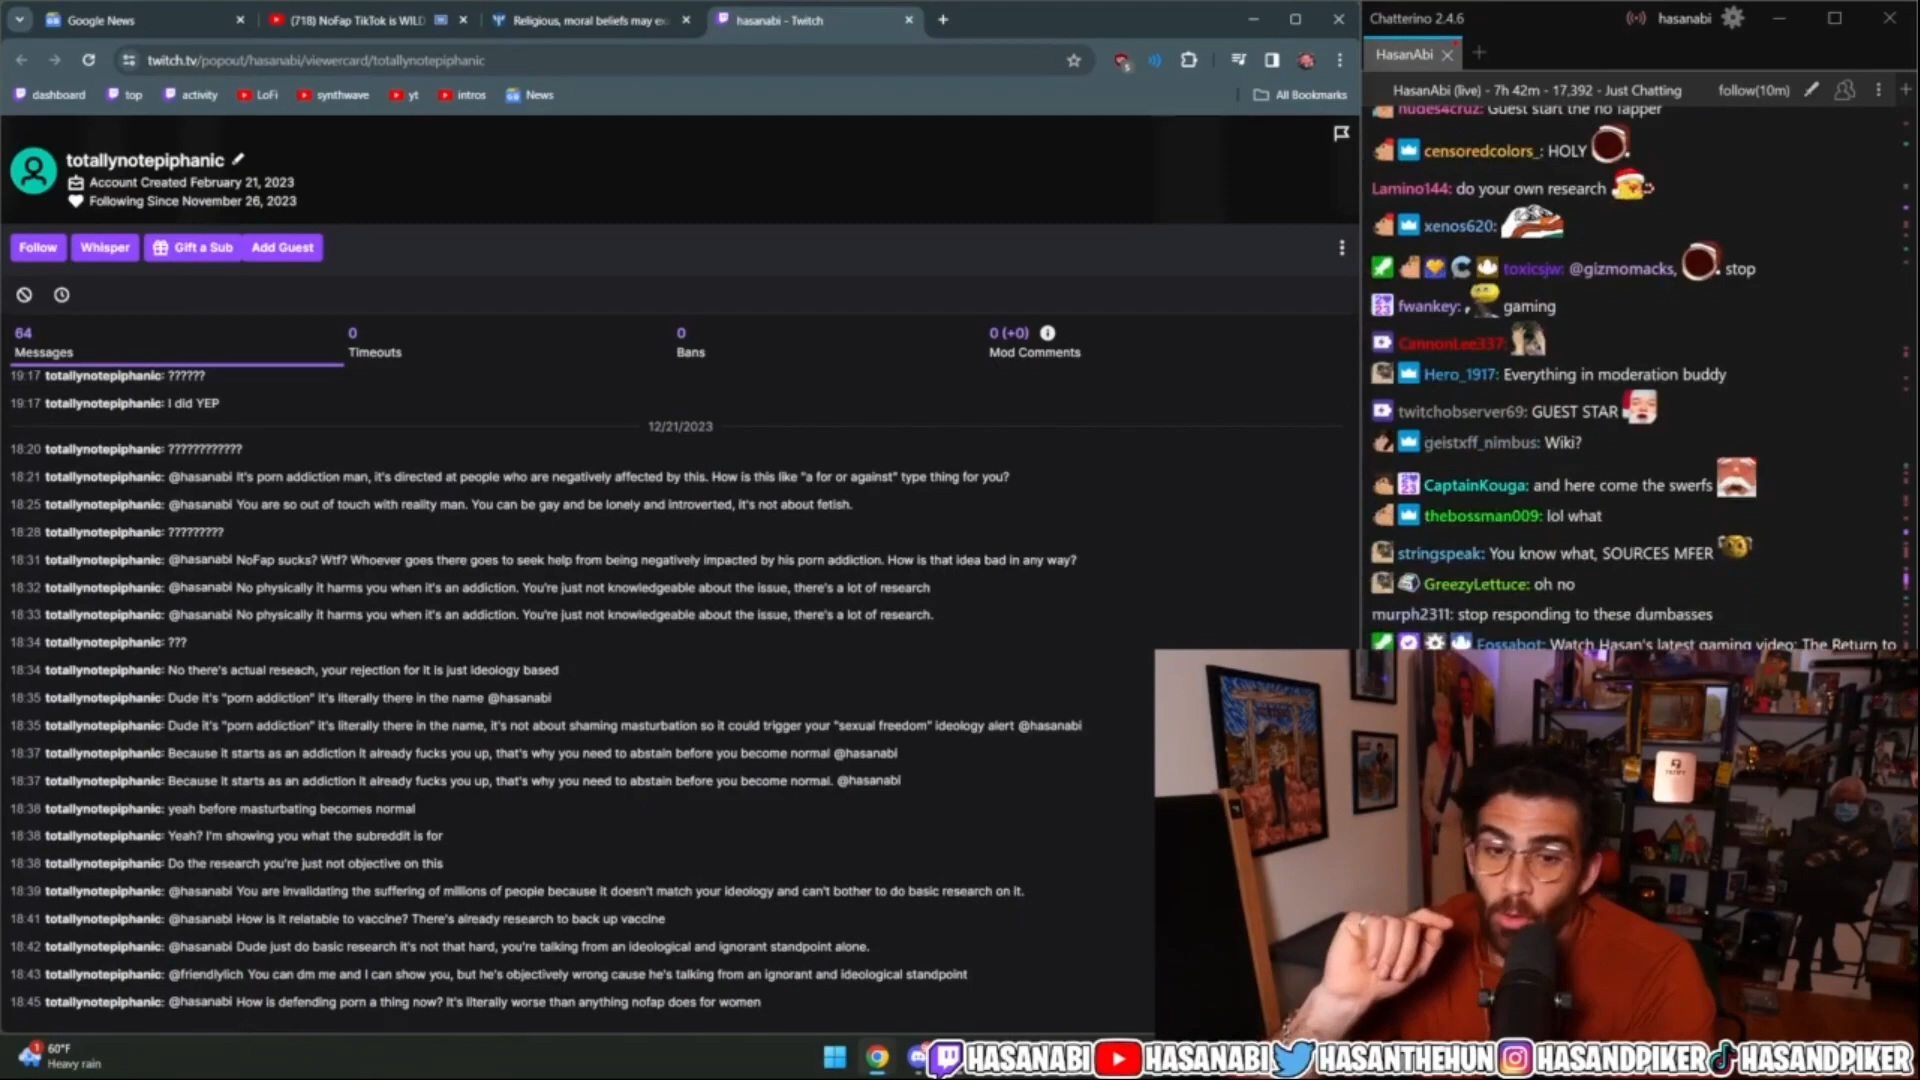 Google News
(718) NoFap TikTok is WILD
Religious, moral beliefs may ex
hasanabi - Twitch
twitch.tv/popout/hasanabi/viewercard/totallynotepiphanic
dashboard
top
activity
LoFi
synthwave
yt
intros
News
All Bookmarks
totallynotepiphanic
Account Created February 21, 2023
Following Since November 26, 2023
Follow
Whisper
Gift a Sub
Add Guest
64
Messages
0
Timeouts
0
Bans
0 (+0)
Mod Comments
19:17 totallynotepiphanic: ??????
19:17 totallynotepiphanic: I did YEP
12/21/2023
18:20 totallynotepiphanic: ????????????
18:21 totallynotepiphanic: @hasanabi It's porn addiction man, it's directed at people who are negatively affected by this. How is this like "a for or against" type thing for you?
18:25 totallynotepiphanic: @hasanabi You are so out of touch with reality man. You can be gay and be lonely and introverted, it's not about fetish.
18:28 totallynotepiphanic: ?????????
18:31 totallynotepiphanic: @hasanabi NoFap sucks? Wtf? Whoever goes there goes to seek help from being negatively impacted by his porn addiction. How is that idea bad in any way?
18:32 totallynotepiphanic: @hasanabi No physically it harms you when it's an addiction. You're just not knowledgeable about the issue, there's a lot of research
18:33 totallynotepiphanic: @hasanabi No physically it harms you when it's an addiction. You're just not knowledgeable about the issue, there's a lot of research.
18:34 totallynotepiphanic: ???
18:34 totallynotepiphanic: No there's actual reseach, your rejection for it is just ideology based
18:35 totallynotepiphanic: Dude it's "porn addiction" it's literally there in the name @hasanabi
18:35 totallynotepiphanic: Dude it's "porn addiction" it's literally there in the name, it's not about shaming masturbation so it could trigger your "sexual freedom" ideology alert @hasanabi
18:37 totallynotepiphanic: Because it starts as an addiction it already fucks you up, that's why you need to abstain before you become normal @hasanabi
18:37 totallynotepiphanic: Because it starts as an addiction it already fucks you up, that's why you need to abstain before you become normal. @hasanabi
18:38 totallynotepiphanic: yeah before masturbating becomes normal
18:38 totallynotepiphanic: Yeah? I'm showing you what the subreddit is for
18:38 totallynotepiphanic: Do the research you're just not objective on this
18:39 totallynotepiphanic: @hasanabi You are invalidating the suffering of millions of people because it doesn't match your ideology and can't bother to do basic research on it.
18:41 totallynotepiphanic: @hasanabi How is it relatable to vaccine? There's already research to back up vaccine
18:42 totallynotepiphanic: @hasanabi Dude just do basic research it's not that hard, you're talking from an ideological and ignorant standpoint alone.
18:43 totallynotepiphanic: @friendlylich You can dm me and I can show you, but he's objectively wrong cause he's talking from an ignorant and ideological standpoint
18:45 totallynotepiphanic: @hasanabi How is defending porn a thing now? It's literally worse than anything nofap does for women
Chatterino 2.4.6
hasanabi
HasanAbi
HasanAbi (live) - 7h 42m - 17,392 - Just Chatting
follow(10m)
nudes4cruz: Guest start the no fapper
censoredcolors_: HOLY
Lamino144: do your own research
xenos620:
toxicsjw: @gizmomacks, stop
fwankey: , gaming
CannonLee337:
Hero_1917: Everything in moderation buddy
twitchobserver69: GUEST STAR
geistxff_nimbus: Wiki?
CaptainKouga: and here come the swerfs
thebossman009: lol what
stringspeak: You know what, SOURCES MFER
GreezyLettuce: oh no
murph2311: stop responding to these dumbasses
Fossabot: Watch Hasan's latest gaming video: The Return to
1
60°F
Heavy rain
HASANABI
HASANABI
HASANTHEHUN
HASANDPIKER
HASANDPIKER